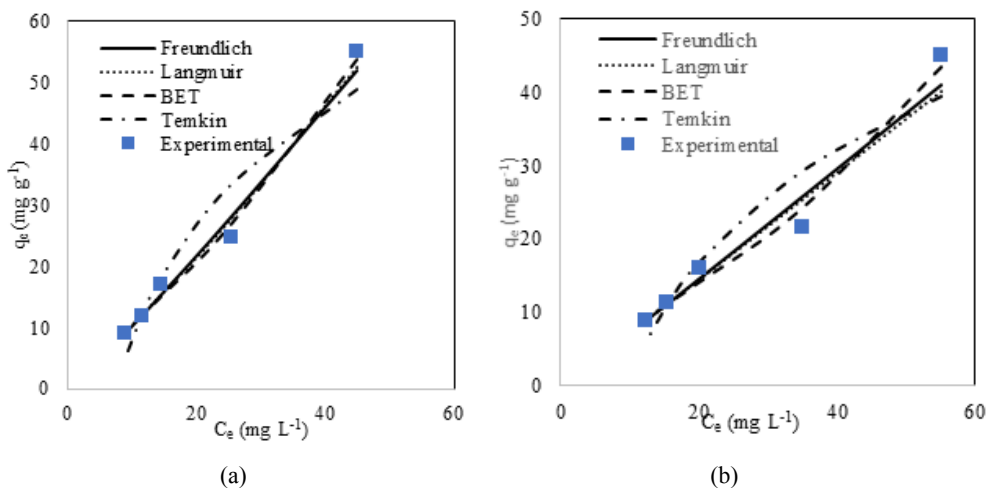 60
50
40
30
20
10
0
0
20
40
60
qₑ (mg g⁻¹)
Cₑ (mg L⁻¹)
Freundlich
Langmuir
BET
Temkin
Experimental
(a)
50
40
30
20
10
0
0
20
40
60
qₑ (mg g⁻¹)
Cₑ (mg L⁻¹)
Freundlich
Langmuir
BET
Temkin
Experimental
(b)